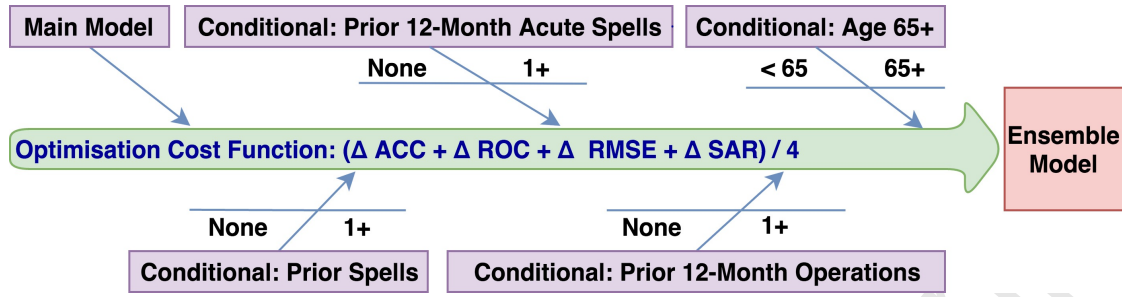 Main Model
Conditional: Prior 12-Month Acute Spells
Conditional: Age 65+
None 1+
< 65 65+
Optimisation Cost Function: (Δ ACC + Δ ROC + Δ RMSE + Δ SAR) / 4
Ensemble
Model
None 1+
None 1+
Conditional: Prior Spells
Conditional: Prior 12-Month Operations